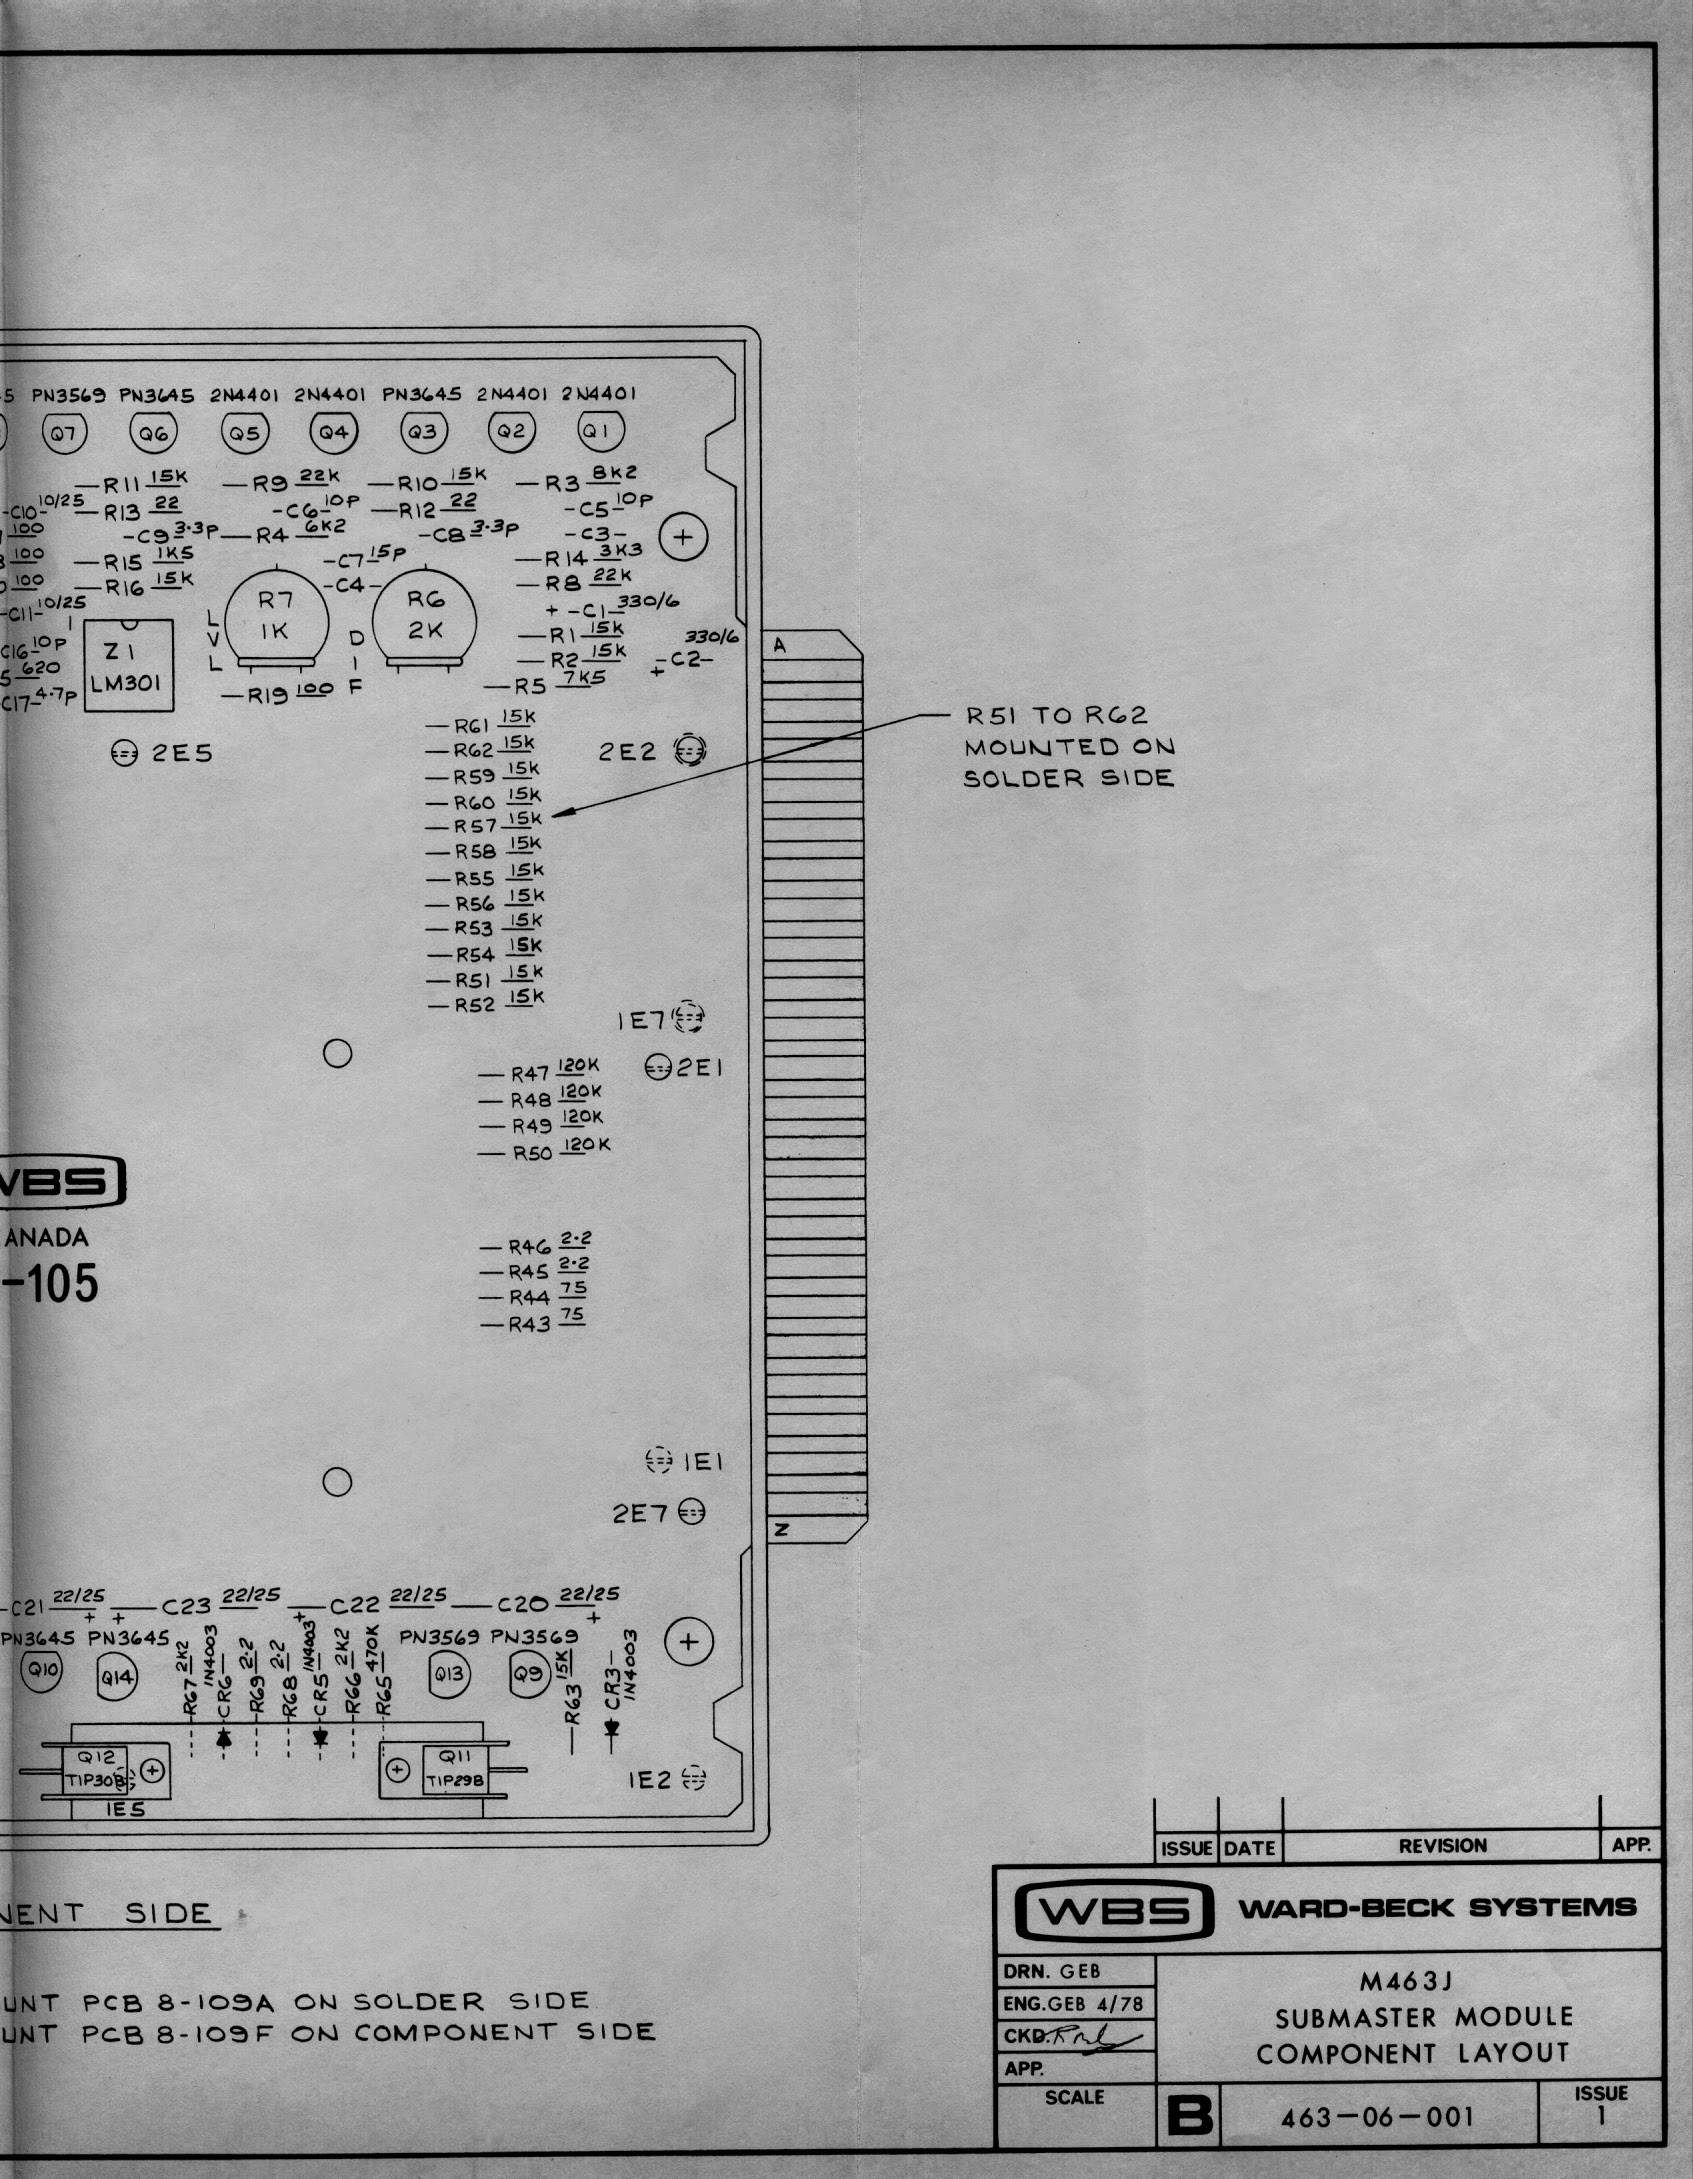 5 PN3569 PN3645 2N4401 2N4401 PN3645 2N4401 2N4401
Q7 Q6 Q5 Q4 Q3 Q2 Q1
R11 15K R9 22K R10 15K R3 8K2
C10 10/25 R13 22 C6 10P R12 22 C5 10P
100 C9 3·3P R4 6K2 C8 3·3P C3
100 R15 1K5 C7 15P R14 3K3
100 R16 15K C4 R8 22K
C11 10/25 + C1 330/6
1
R7 1K
R6 2K
LVL
DIF
C16 10P
5 620
C17 4.7P
Z1
LM301
R1 15K 330/6
R2 15K + C2
R19 100 R5 7K5
R61 15K
R62 15K
R59 15K
R60 15K
R57 15K
R58 15K
R55 15K
R56 15K
R53 15K
R54 15K
R51 15K
R52 15K
2E5
2E2
A
R51 TO R62
MOUNTED ON
SOLDER SIDE
1E7
2E1
R47 120K
R48 120K
R49 120K
R50 120K
WBS
ANADA
-105
R46 2·2
R45 2·2
R44 75
R43 75
1E1
2E7
Z
C21 22/25 + + C23 22/25 + C22 22/25 C20 22/25 +
PN3645 PN3645 PN3569 PN3569
Q10 Q14 Q13 Q9
R67 2K2
CR6 1N4003
R69 2·2
R68 2·2
CR5 1N4003
R66 2K2
R65 470K
R63 15K
CR3 1N4003
Q12
TIP30B
1E5
Q11
TIP29B
1E2
NENT SIDE
UNT PCB 8-109A ON SOLDER SIDE
UNT PCB 8-109F ON COMPONENT SIDE
ISSUE DATE REVISION APP.
WBS WARD-BECK SYSTEMS
DRN. GEB
ENG. GEB 4/78
CKD.
APP.
SCALE
M463J
SUBMASTER MODULE
COMPONENT LAYOUT
B
463-06-001
ISSUE
1